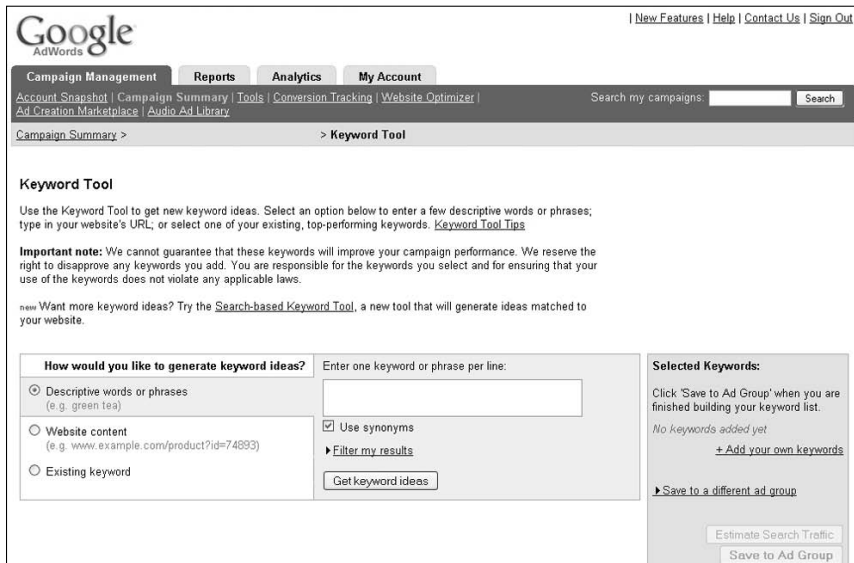 | New Features | Help | Contact Us | Sign Out
Google
AdWords
Campaign Management Reports Analytics My Account
Account Snapshot | Campaign Summary | Tools | Conversion Tracking | Website Optimizer |
Ad Creation Marketplace | Audio Ad Library
Search my campaigns: Search
Campaign Summary > > Keyword Tool
Keyword Tool
Use the Keyword Tool to get new keyword ideas. Select an option below to enter a few descriptive words or phrases;
type in your website's URL; or select one of your existing, top-performing keywords. Keyword Tool Tips
Important note: We cannot guarantee that these keywords will improve your campaign performance. We reserve the
right to disapprove any keywords you add. You are responsible for the keywords you select and for ensuring that your
use of the keywords does not violate any applicable laws.
new Want more keyword ideas? Try the Search-based Keyword Tool, a new tool that will generate ideas matched to
your website.
How would you like to generate keyword ideas?
Descriptive words or phrases
(e.g. green tea)
Website content
(e.g. www.example.com/product?id=74893)
Existing keyword
Enter one keyword or phrase per line:
Use synonyms
Filter my results
Get keyword ideas
Selected Keywords:
Click 'Save to Ad Group' when you are
finished building your keyword list.
No keywords added yet
+ Add your own keywords
Save to a different ad group
Estimate Search Traffic
Save to Ad Group